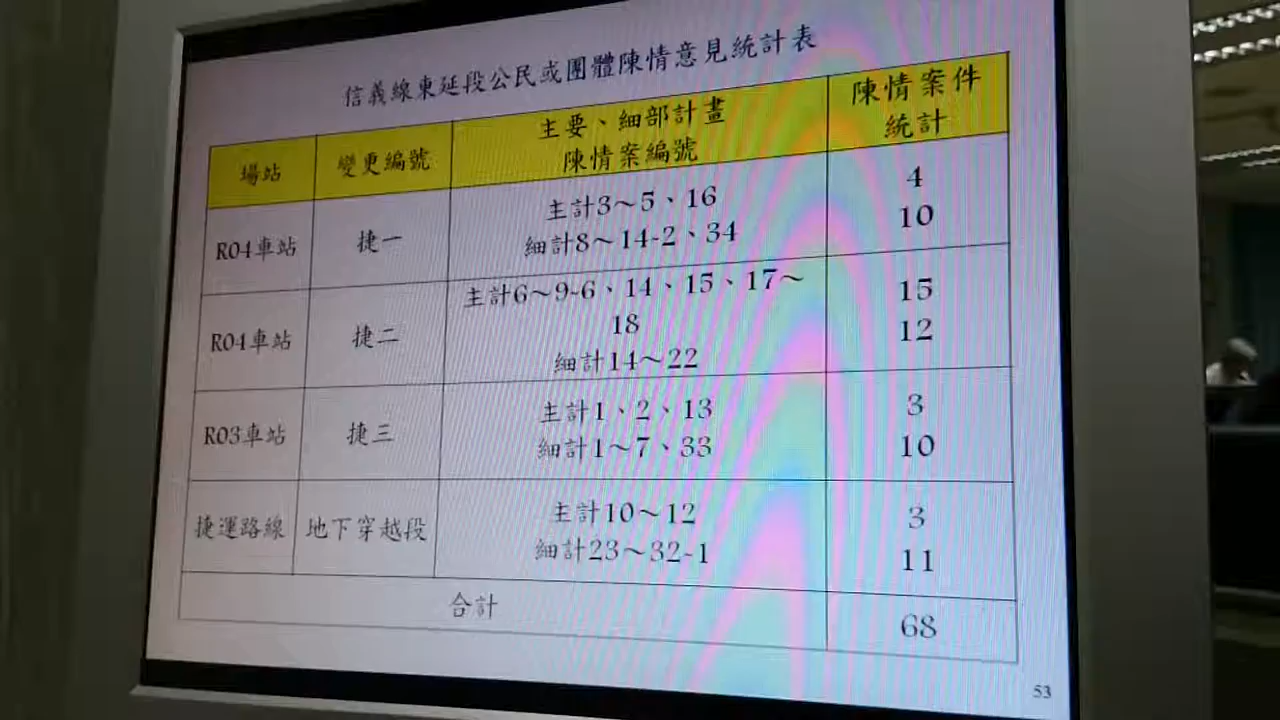 信義線東延段公民或團體陳情意見統計表
場站
變更編號
主要、細部計畫
陳情案編號
陳情案件
統計
R04車站
捷一
主計3～5、16
細計8～14-2、34
4
10
R04車站
捷二
主計6～9-6、14、15、17～
18
細計14～22
15
12
R03車站
捷三
主計1、2、13
細計1～7、33
3
10
捷運路線
地下穿越段
主計10～12
細計23～32-1
3
11
合計
68
53